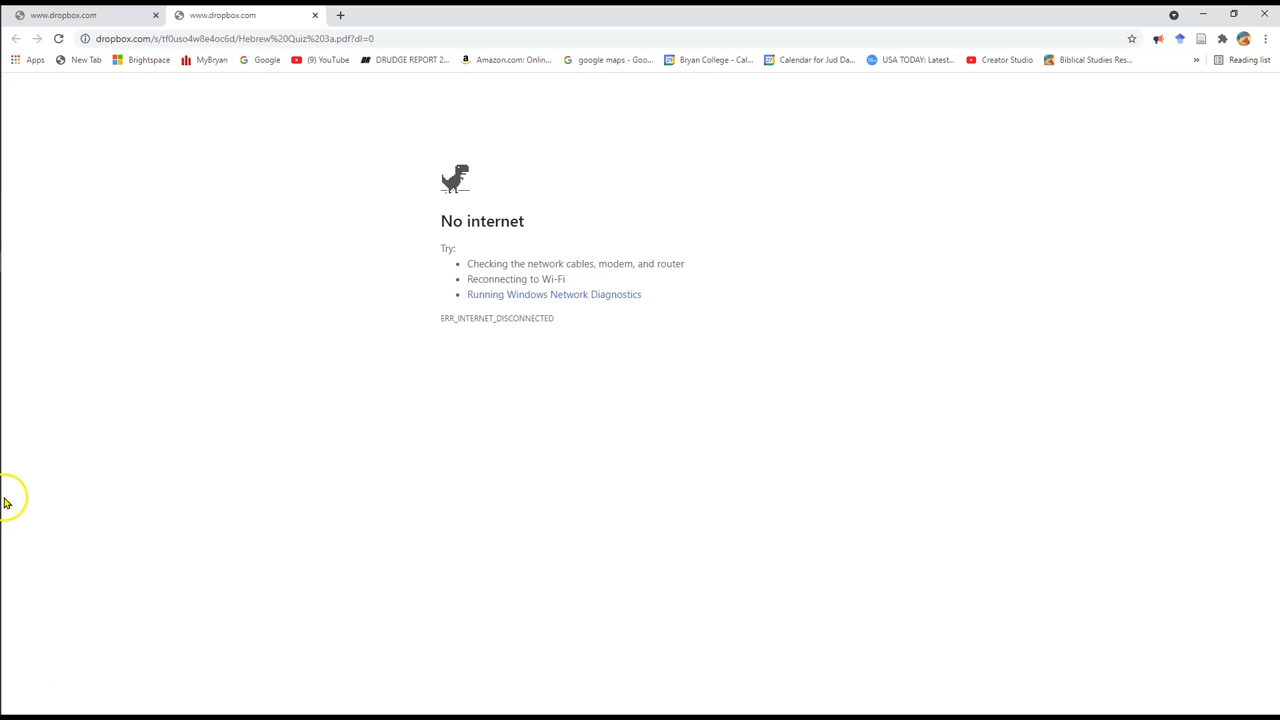 www.dropbox.com
www.dropbox.com
dropbox.com/s/tf0uso4w8e4oc6d/Hebrew%20Quiz%203a.pdf?dl=0
Apps New Tab Brightspace MyBryan Google (9) YouTube DRUDGE REPORT 2... Amazon.com: Onlin... google maps - Goo... Bryan College - Cal... Calendar for Jud Da... USA TODAY: Latest... Creator Studio Biblical Studies Res... » Reading list
No internet
Try:
• Checking the network cables, modem, and router
• Reconnecting to Wi-Fi
• Running Windows Network Diagnostics
ERR_INTERNET_DISCONNECTED